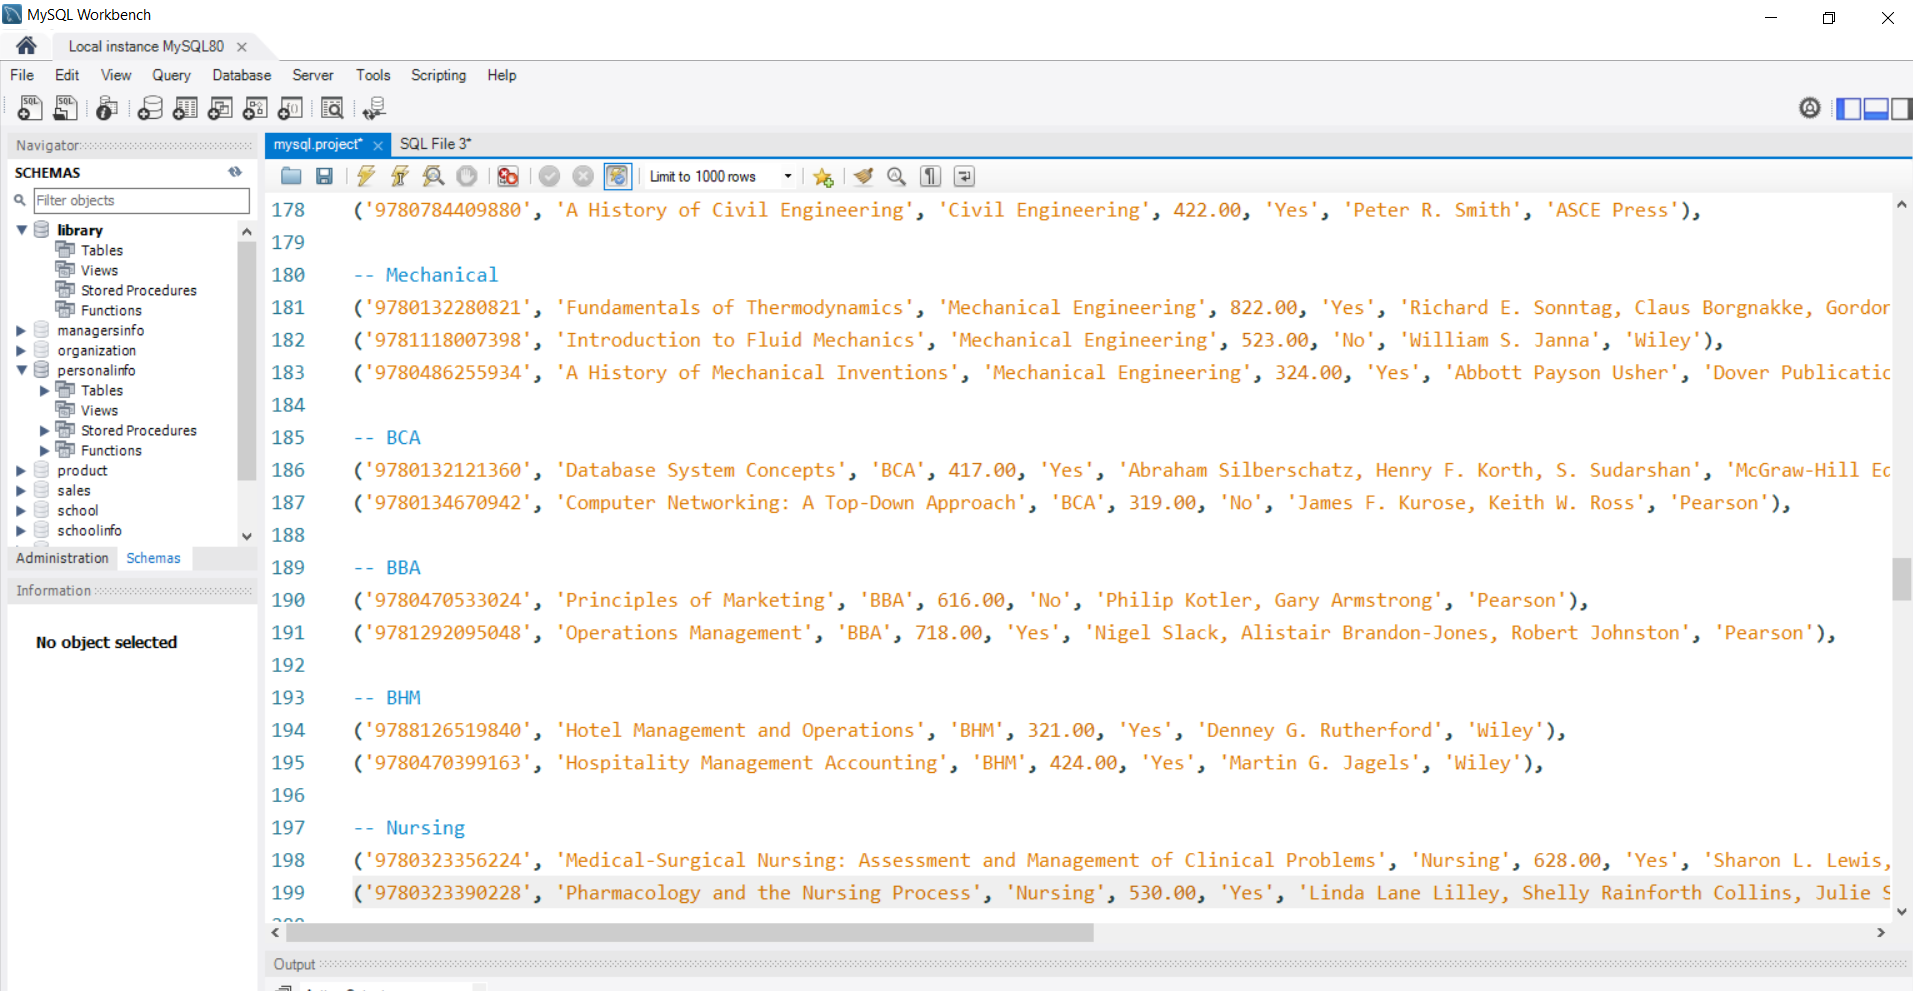 MySQL Workbench
Local instance MySQL80
File Edit View Query Database Server Tools Scripting Help
Navigator
SCHEMAS
Filter objects
library
Tables
Views
Stored Procedures
Functions
managersinfo
organization
personalinfo
Tables
Views
Stored Procedures
Functions
product
sales
school
schoolinfo
Administration Schemas
Information
No object selected
mysql.project* SQL File 3*
Limit to 1000 rows
178 ('9780784409880', 'A History of Civil Engineering', 'Civil Engineering', 422.00, 'Yes', 'Peter R. Smith', 'ASCE Press'),
179
180 -- Mechanical
181 ('9780132280821', 'Fundamentals of Thermodynamics', 'Mechanical Engineering', 822.00, 'Yes', 'Richard E. Sonntag, Claus Borgnakke, Gordon
182 ('9781118007398', 'Introduction to Fluid Mechanics', 'Mechanical Engineering', 523.00, 'No', 'William S. Janna', 'Wiley'),
183 ('9780486255934', 'A History of Mechanical Inventions', 'Mechanical Engineering', 324.00, 'Yes', 'Abbott Payson Usher', 'Dover Publicatio
184
185 -- BCA
186 ('9780132121360', 'Database System Concepts', 'BCA', 417.00, 'Yes', 'Abraham Silberschatz, Henry F. Korth, S. Sudarshan', 'McGraw-Hill Ed
187 ('9780134670942', 'Computer Networking: A Top-Down Approach', 'BCA', 319.00, 'No', 'James F. Kurose, Keith W. Ross', 'Pearson'),
188
189 -- BBA
190 ('9780470533024', 'Principles of Marketing', 'BBA', 616.00, 'No', 'Philip Kotler, Gary Armstrong', 'Pearson'),
191 ('9781292095048', 'Operations Management', 'BBA', 718.00, 'Yes', 'Nigel Slack, Alistair Brandon-Jones, Robert Johnston', 'Pearson'),
192
193 -- BHM
194 ('9788126519840', 'Hotel Management and Operations', 'BHM', 321.00, 'Yes', 'Denney G. Rutherford', 'Wiley'),
195 ('9780470399163', 'Hospitality Management Accounting', 'BHM', 424.00, 'Yes', 'Martin G. Jagels', 'Wiley'),
196
197 -- Nursing
198 ('9780323356224', 'Medical-Surgical Nursing: Assessment and Management of Clinical Problems', 'Nursing', 628.00, 'Yes', 'Sharon L. Lewis,
199 ('9780323390228', 'Pharmacology and the Nursing Process', 'Nursing', 530.00, 'Yes', 'Linda Lane Lilley, Shelly Rainforth Collins, Julie S
Output